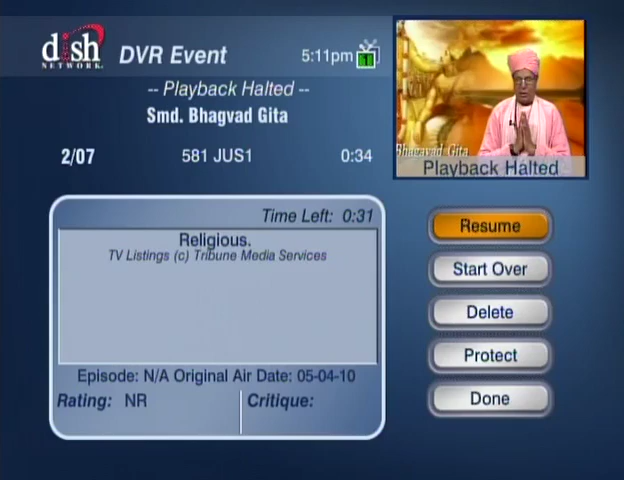 dish
NETWORK.
DVR Event
5:11pm
1
-- Playback Halted --
Smd. Bhagvad Gita
2/07
581 JUS1
0:34
Bhagavad Gita
Playback Halted
Time Left: 0:31
Religious.
TV Listings (c) Tribune Media Services
Episode: N/A Original Air Date: 05-04-10
Rating: NR
Critique:
Resume
Start Over
Delete
Protect
Done